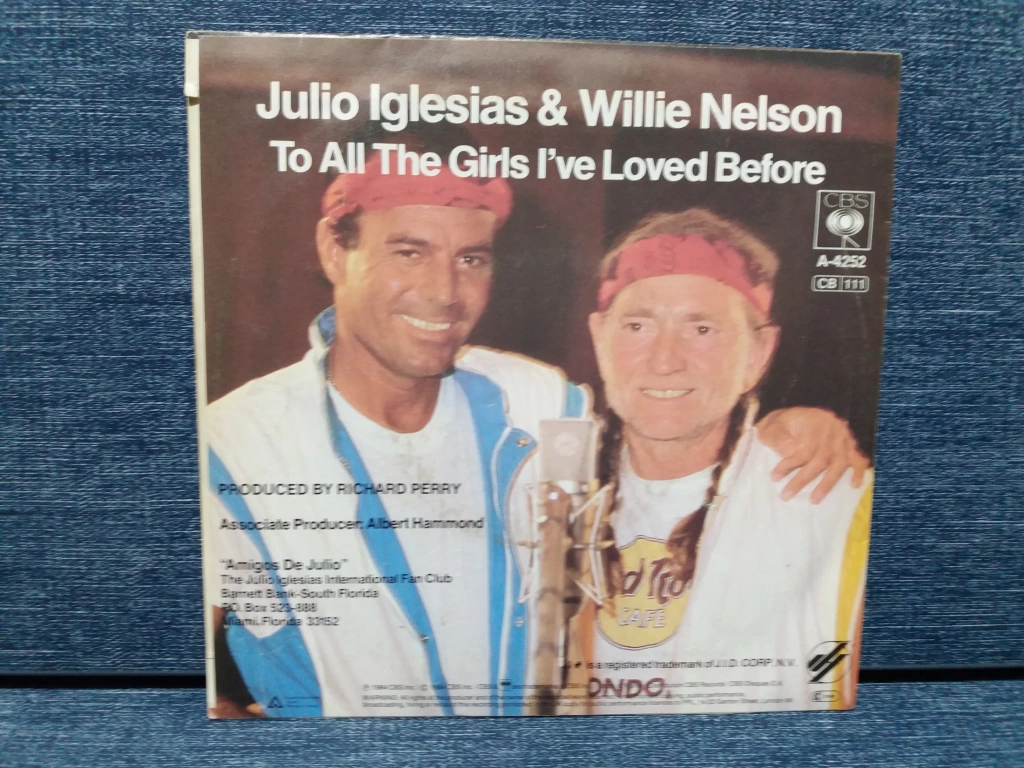 Julio Iglesias & Willie Nelson
To All The Girls I've Loved Before
CBS
A-4252
CB 111
PRODUCED BY RICHARD PERRY
Associate Producer: Albert Hammond
"Amigos De Julio"
The Julio Iglesias International Fan Club
Barnett Bank-South Florida
P.O. Box
Miami, Florida 33152
CAFE
is a registered trademark of J.I.D. CORP. N.V.
ONDO,